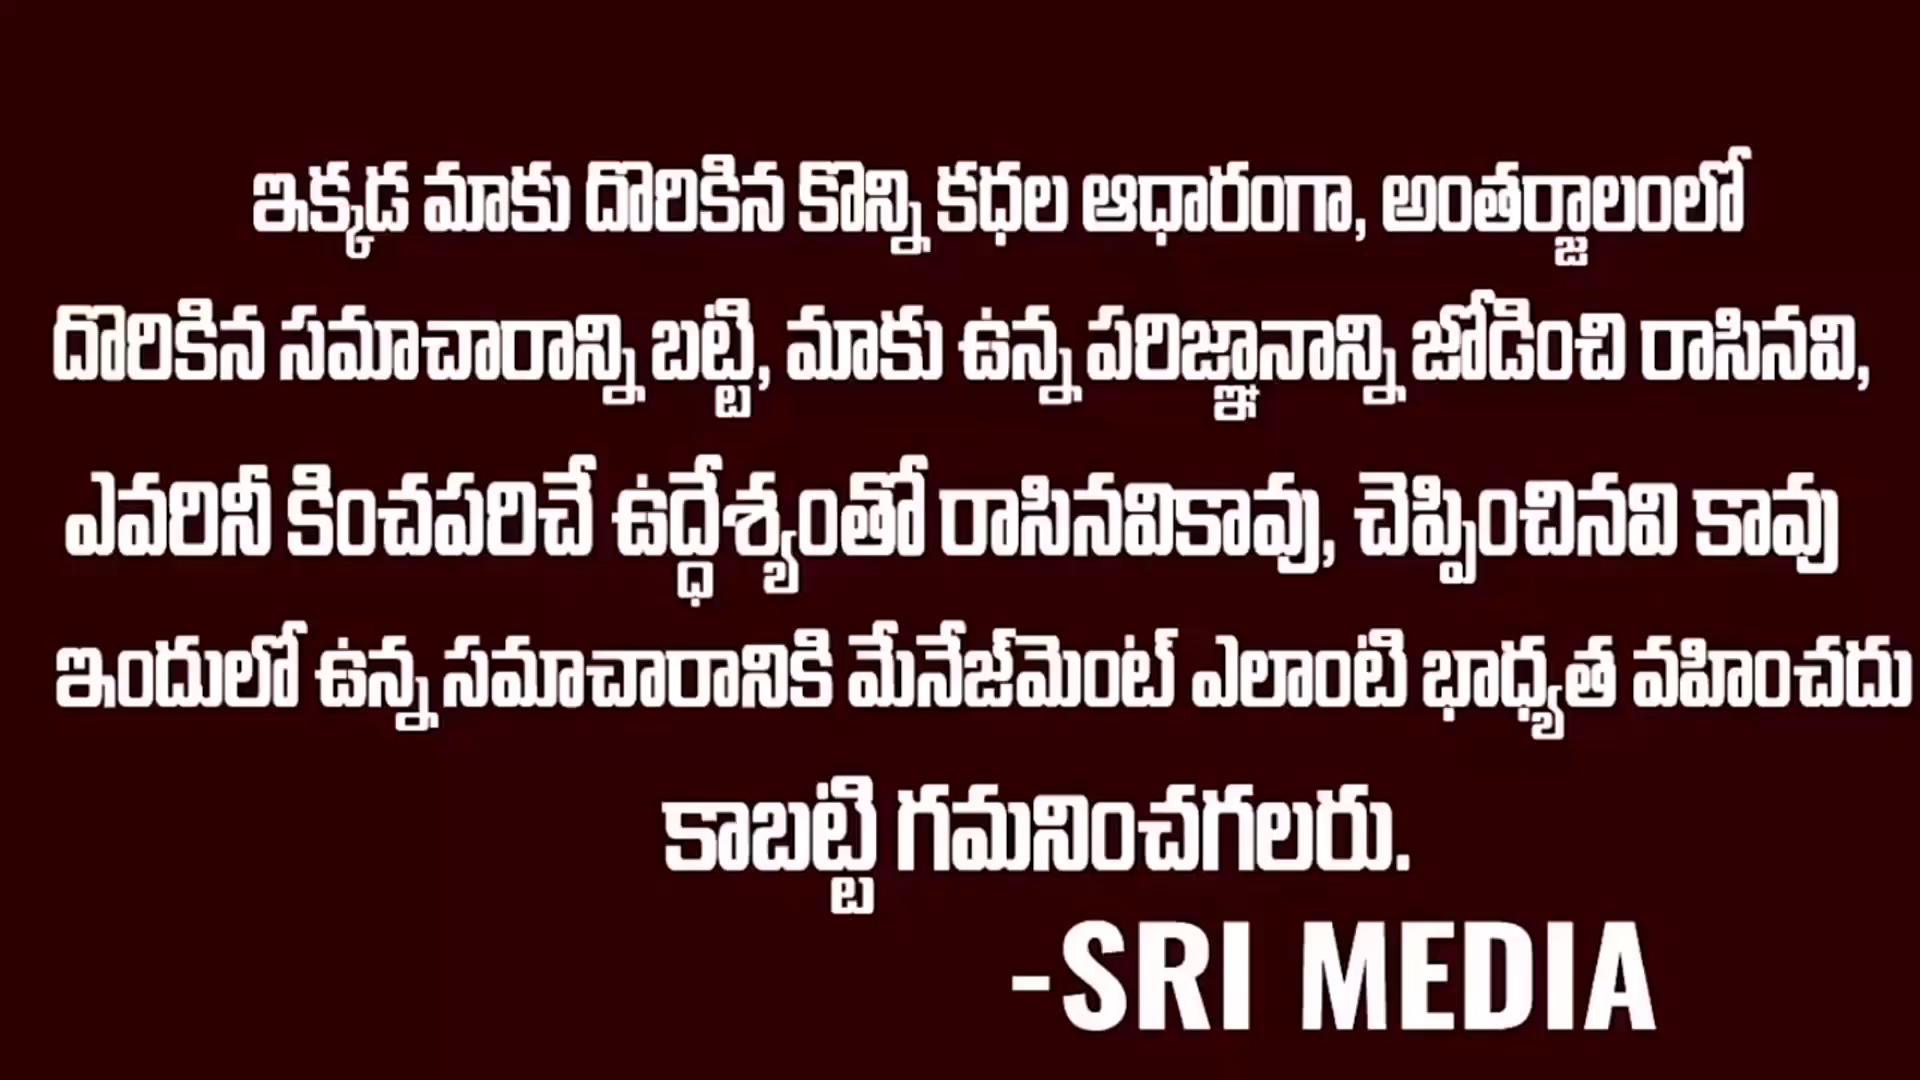 ఇక్కడ మాకు దొరికిన కొన్ని కధల ఆధారంగా, అంతర్జాలంలో
దొరికిన సమాచారాన్ని బట్టి, మాకు ఉన్న పరిజ్ఞానాన్ని జోడించి రాసినవి,
ఎవరినీ కించపరిచే ఉద్ధేశ్యంతో రాసినవికావు, చెప్పించినవి కావు
ఇందులో ఉన్న సమాచారానికి మేనేజ్‌మెంట్ ఎలాంటి భాధ్యత వహించదు
కాబట్టి గమనించగలరు.
-SRI MEDIA